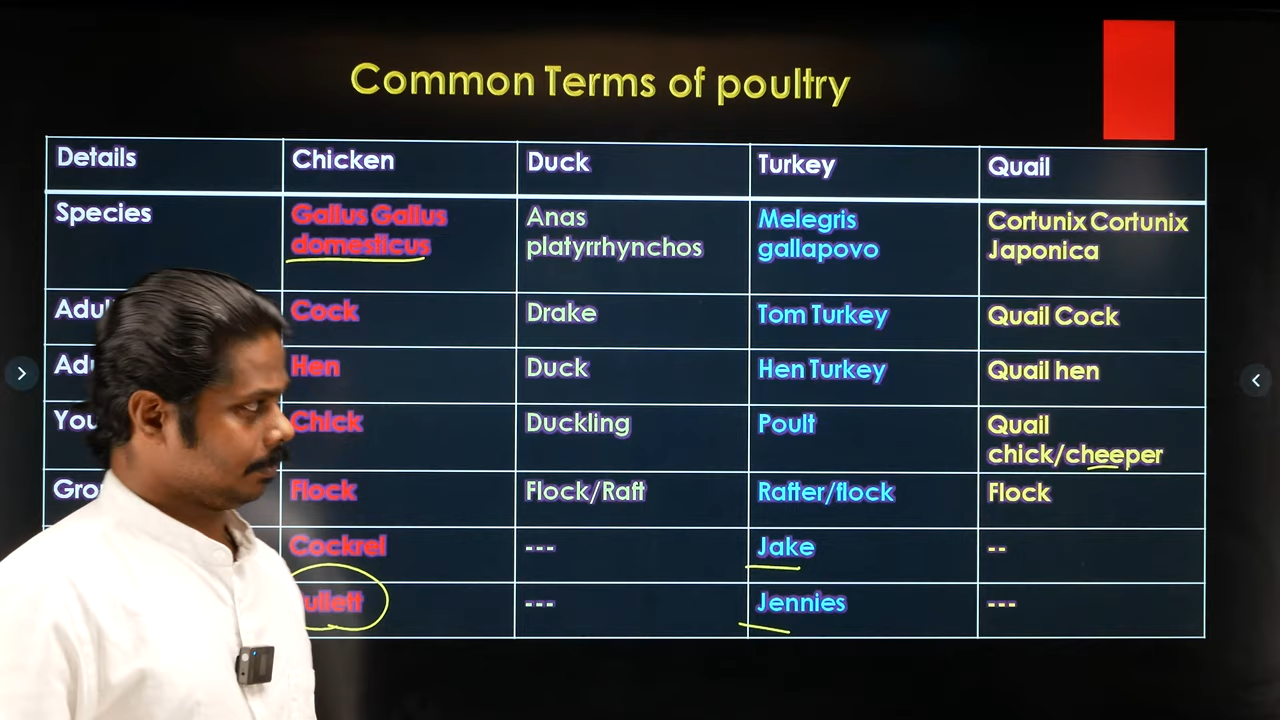 Common Terms of poultry
Details Chicken Duck Turkey Quail
Species Gallus Gallus Anas Melegris Cortunix Cortunix
domesticus platyrrhynchos gallapovo Japonica
Cock Drake Tom Turkey Quail Cock
Hen Duck Hen Turkey Quail hen
Chick Duckling Poult Quail
chick/cheeper
Flock Flock/Raft Rafter/flock Flock
Cockrel --- Jake --
--- Jennies ---